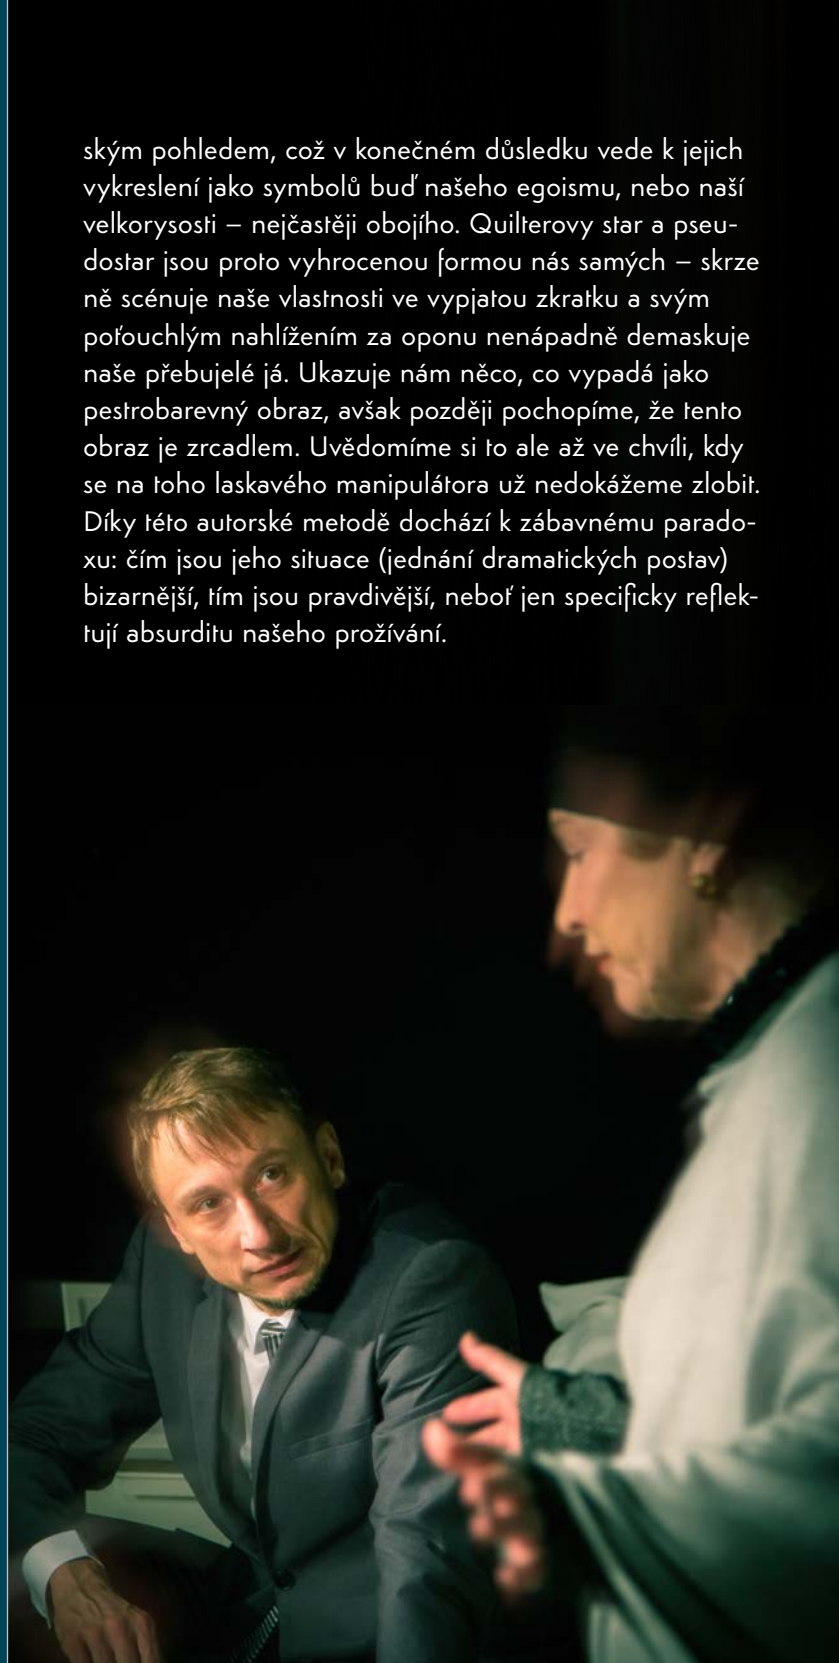 ským pohledem, což v konečném důsledku vede k jejich
vykreslení jako symbolů buď našeho egoismu, nebo naší
velkorysosti – nejčastěji obojího. Quilterovy star a pseu-
dostar jsou proto vyhrocenou formou nás samých – skrze
ně scénuje naše vlastnosti ve vypjatou zkratku a svým
poťouchlým nahlížením za oponu nenápadně demaskuje
naše přebujelé já. Ukazuje nám něco, co vypadá jako
pestrobarevný obraz, avšak později pochopíme, že tento
obraz je zrcadlem. Uvědomíme si to ale až ve chvíli, kdy
se na toho laskavého manipulátora už nedokážeme zlobit.
Díky této autorské metodě dochází k zábavnému parado-
xu: čím jsou jeho situace (jednání dramatických postav)
bizarnější, tím jsou pravdivější, neboť jen specificky reflek-
tují absurditu našeho prožívání.